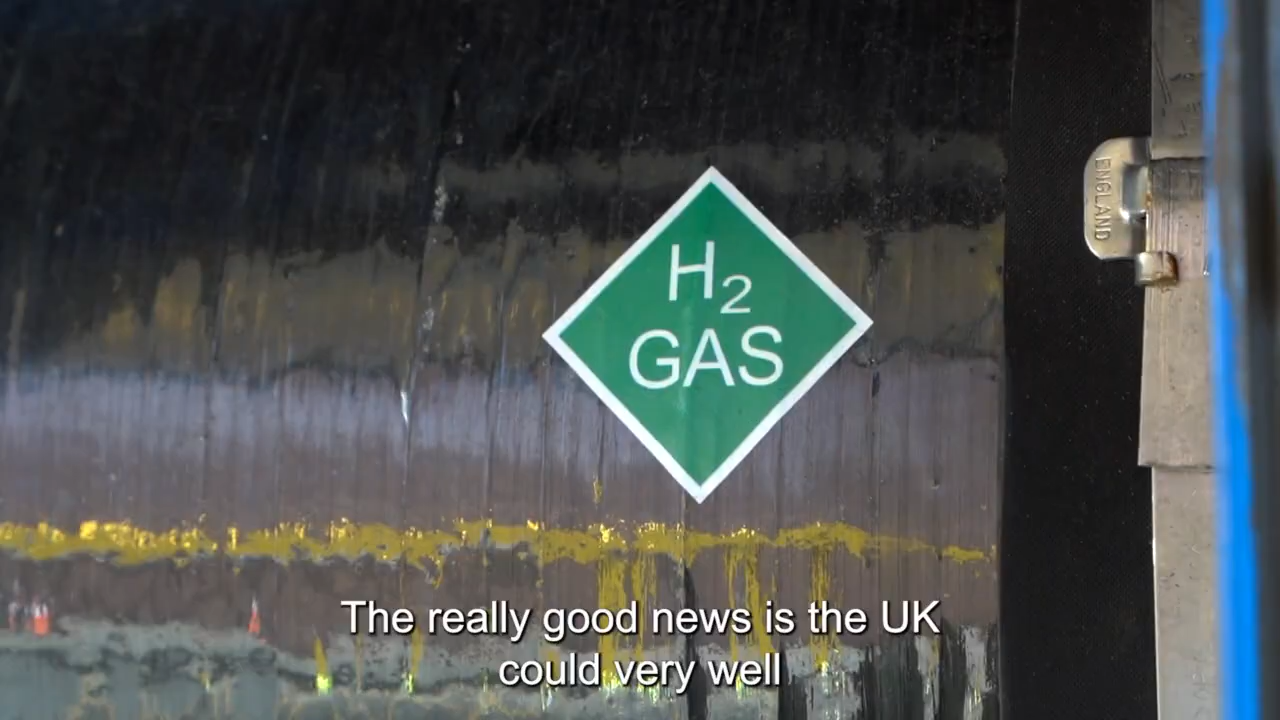 H₂
GAS
ENGLAND
The really good news is the UK
could very well